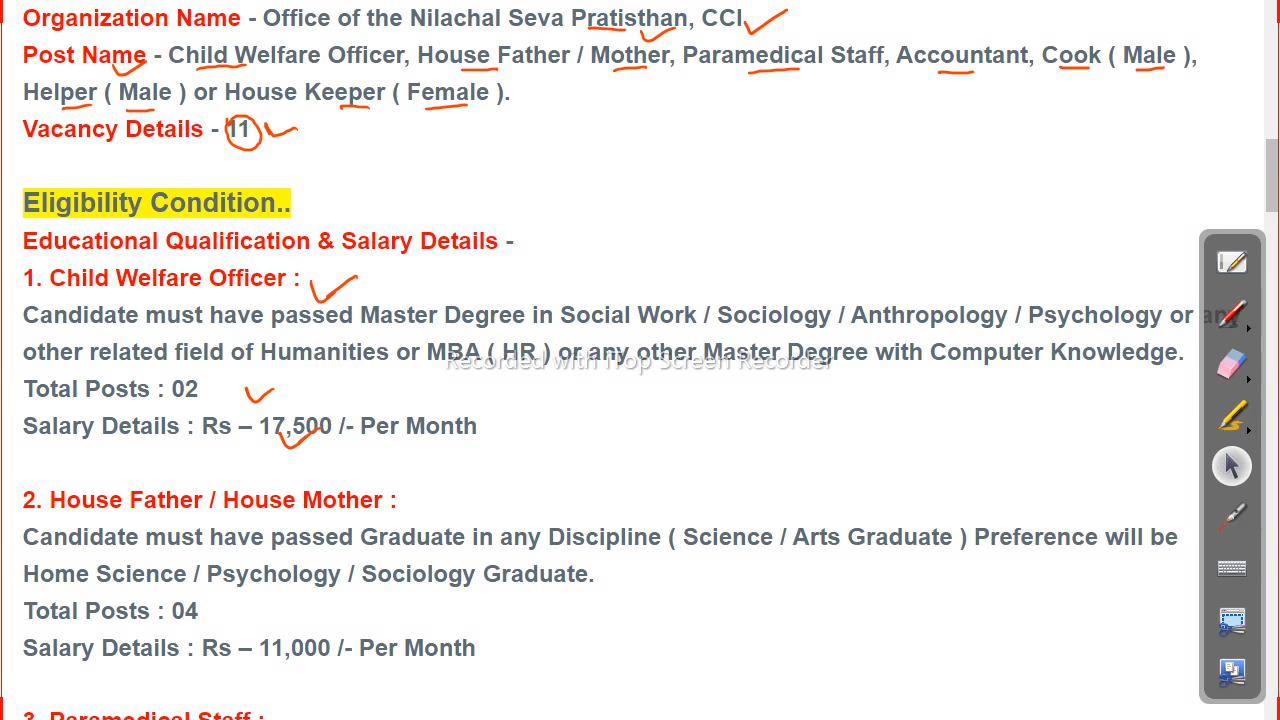 Organization Name - Office of the Nilachal Seva Pratisthan, CCI
Post Name - Child Welfare Officer, House Father / Mother, Paramedical Staff, Accountant, Cook ( Male ),
Helper ( Male ) or House Keeper ( Female ).
Vacancy Details - 11
Eligibility Condition..
Educational Qualification & Salary Details -
1. Child Welfare Officer :
Candidate must have passed Master Degree in Social Work / Sociology / Anthropology / Psychology or any
other related field of Humanities or MBA ( HR ) or any other Master Degree with Computer Knowledge.
Recorded with iTop Screen Recorder
Total Posts : 02
Salary Details : Rs – 17,500 /- Per Month
2. House Father / House Mother :
Candidate must have passed Graduate in any Discipline ( Science / Arts Graduate ) Preference will be
Home Science / Psychology / Sociology Graduate.
Total Posts : 04
Salary Details : Rs – 11,000 /- Per Month
3. Paramedical Staff :